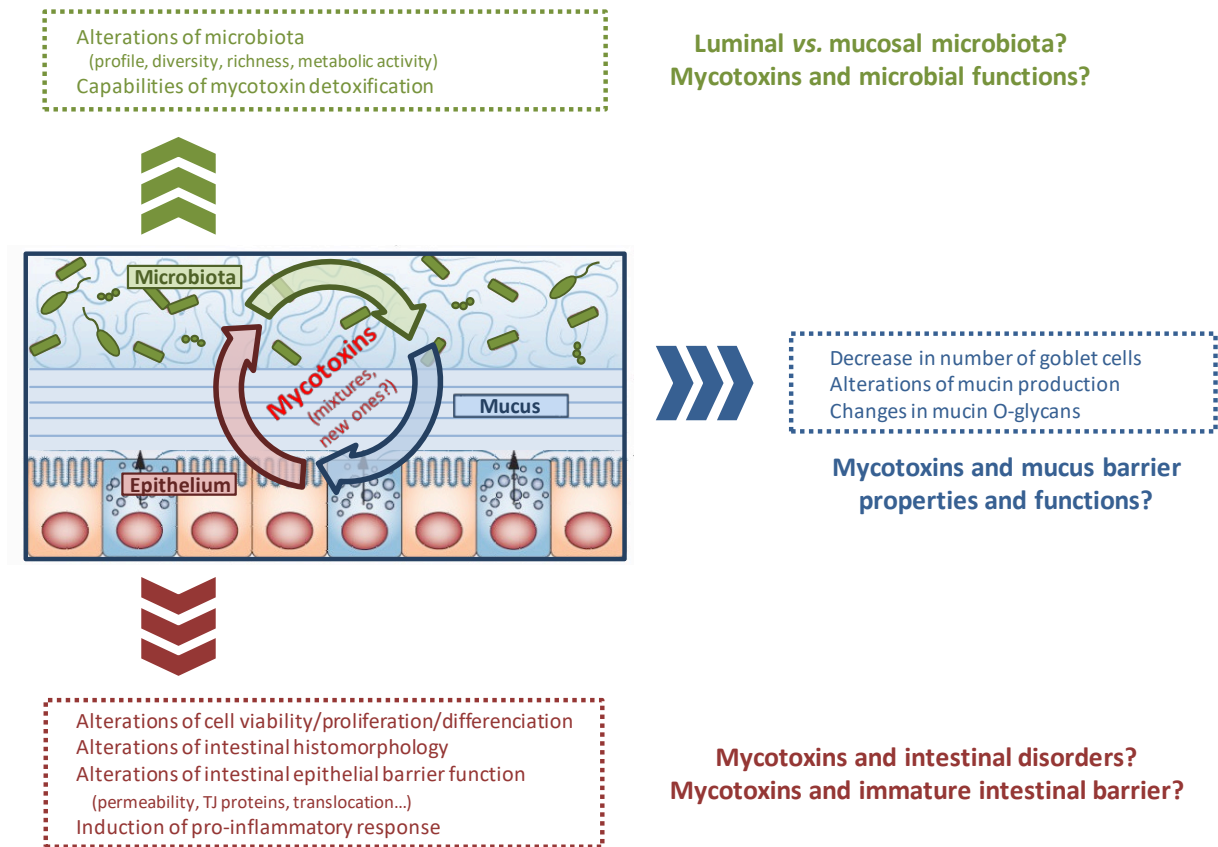 Alterations of microbiota
(profile, diversity, richness, metabolic activity)
Capabilities of mycotoxin detoxification
Luminal vs. mucosal microbiota?
Mycotoxins and microbial functions?
Microbiota
Mycotoxins
(mixtures,
new ones?)
Mucus
Epithelium
Decrease in number of goblet cells
Alterations of mucin production
Changes in mucin O-glycans
Mycotoxins and mucus barrier
properties and functions?
Alterations of cell viability/proliferation/differenciation
Alterations of intestinal histomorphology
Alterations of intestinal epithelial barrier function
(permeability, TJ proteins, translocation...)
Induction of pro-inflammatory response
Mycotoxins and intestinal disorders?
Mycotoxins and immature intestinal barrier?